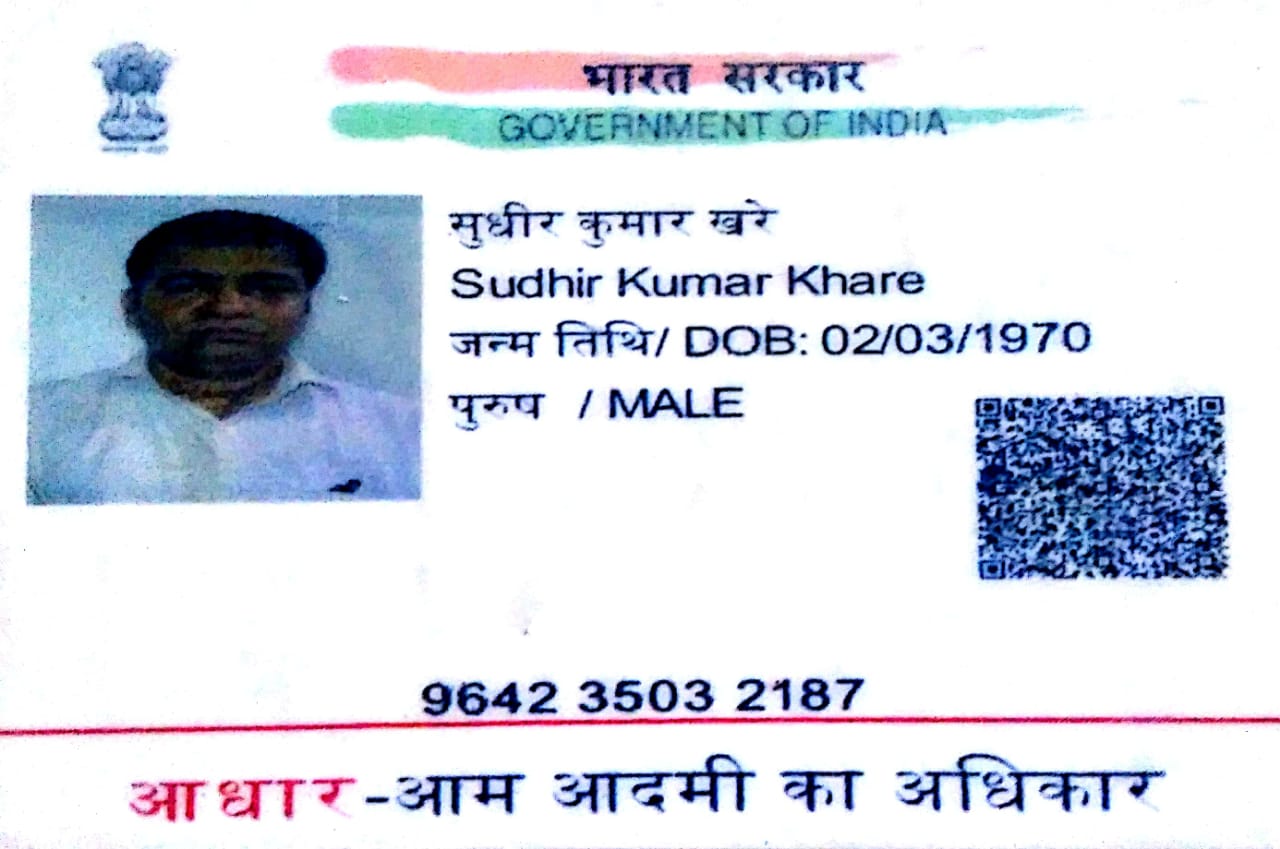 भारत सरकार
GOVERNMENT OF INDIA
सुधीर कुमार खरे
Sudhir Kumar Khare
जन्म तिथि/ DOB: 02/03/1970
पुरुष / MALE
9642 3503 2187
आधार-आम आदमी का अधिकार